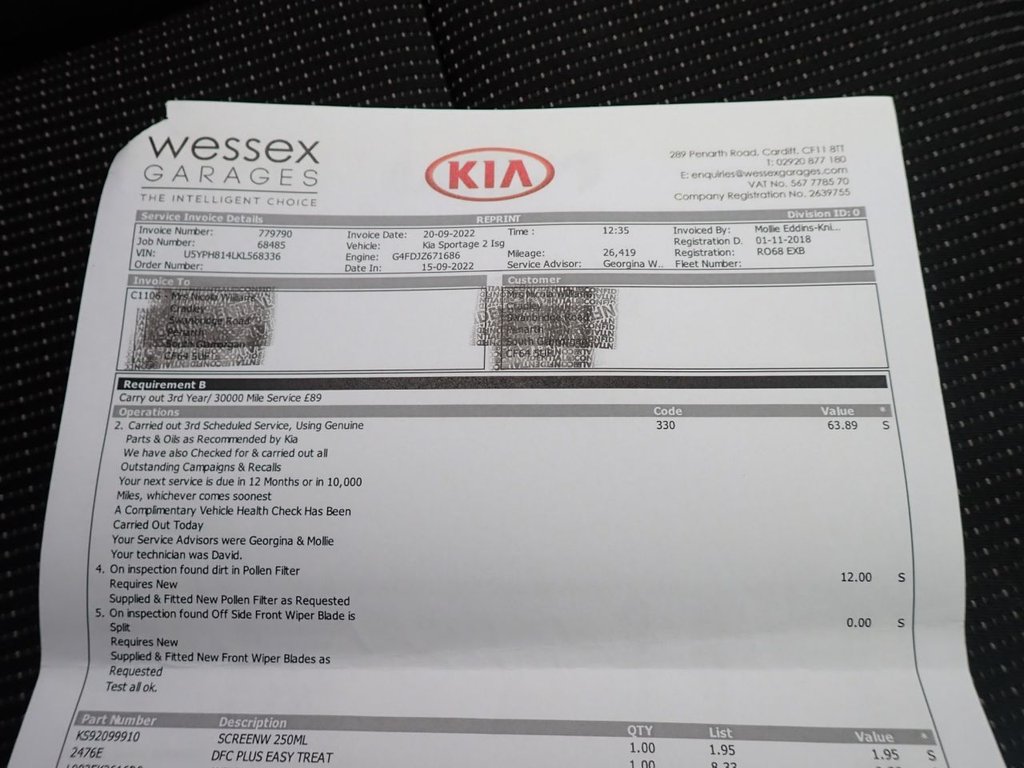 wessex
GARAGES
THE INTELLIGENT CHOICE
KIA
289 Penarth Road, Cardiff, CF11 8TT
T: 02920 877 180
E: enquiries@wessexgarages.com
VAT No. 567 7785 70
Company Registration No. 2639755
Service Invoice Details REPRINT Division ID: 0
Invoice Number: 779790 Invoice Date: 20-09-2022 Time : 12:35 Invoiced By: Mollie Eddins-Kni...
Job Number: 68485 Vehicle: Kia Sportage 2 Isg Registration D. 01-11-2018
VIN: U5YPH814LKL568336 Engine: G4FDJZ671686 Mileage: 26,419 Registration: RO68 EXB
Order Number: Date In: 15-09-2022 Service Advisor: Georgina W.. Fleet Number:
Invoice To Customer
C1106 -
Requirement B
Carry out 3rd Year/ 30000 Mile Service £89
Operations Code Value *
2. Carried out 3rd Scheduled Service, Using Genuine 330 63.89 S
Parts & Oils as Recommended by Kia
We have also Checked for & carried out all
Outstanding Campaigns & Recalls
Your next service is due in 12 Months or in 10,000
Miles, whichever comes soonest
A Complimentary Vehicle Health Check Has Been
Carried Out Today
Your Service Advisors were Georgina & Mollie
Your technician was David.
4. On inspection found dirt in Pollen Filter 12.00 S
Requires New
Supplied & Fitted New Pollen Filter as Requested
5. On inspection found Off Side Front Wiper Blade is 0.00 S
Split
Requires New
Supplied & Fitted New Front Wiper Blades as
Requested
Test all ok.
Part Number Description QTY List Value *
KS92099910 SCREENW 250ML 1.00 1.95 1.95 S
2476E DFC PLUS EASY TREAT 1.00